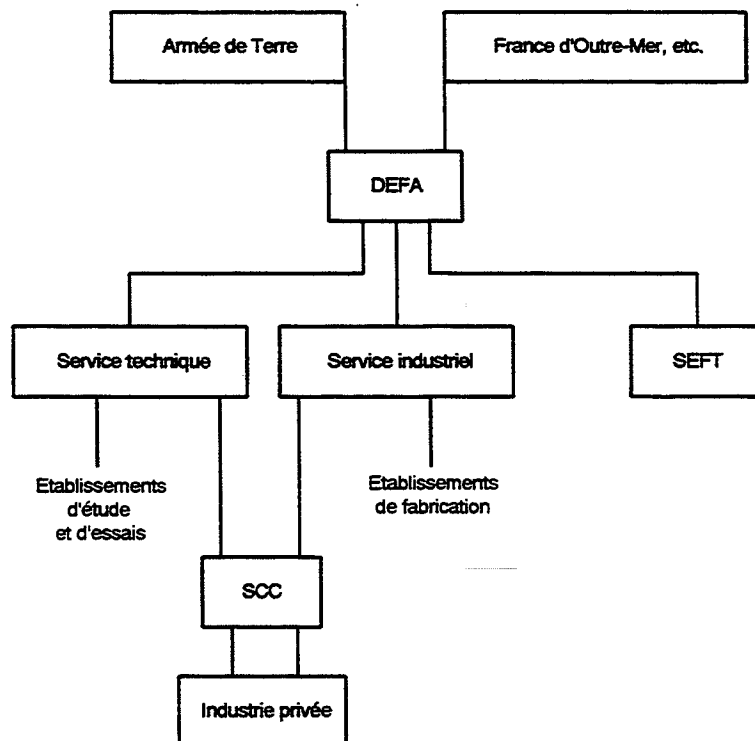 Armée de Terre
France d'Outre-Mer, etc.
DEFA
Service technique
Service industriel
SEFT
Etablissements
d'étude
et d'essais
Etablissements
de fabrication
SCC
Industrie privée